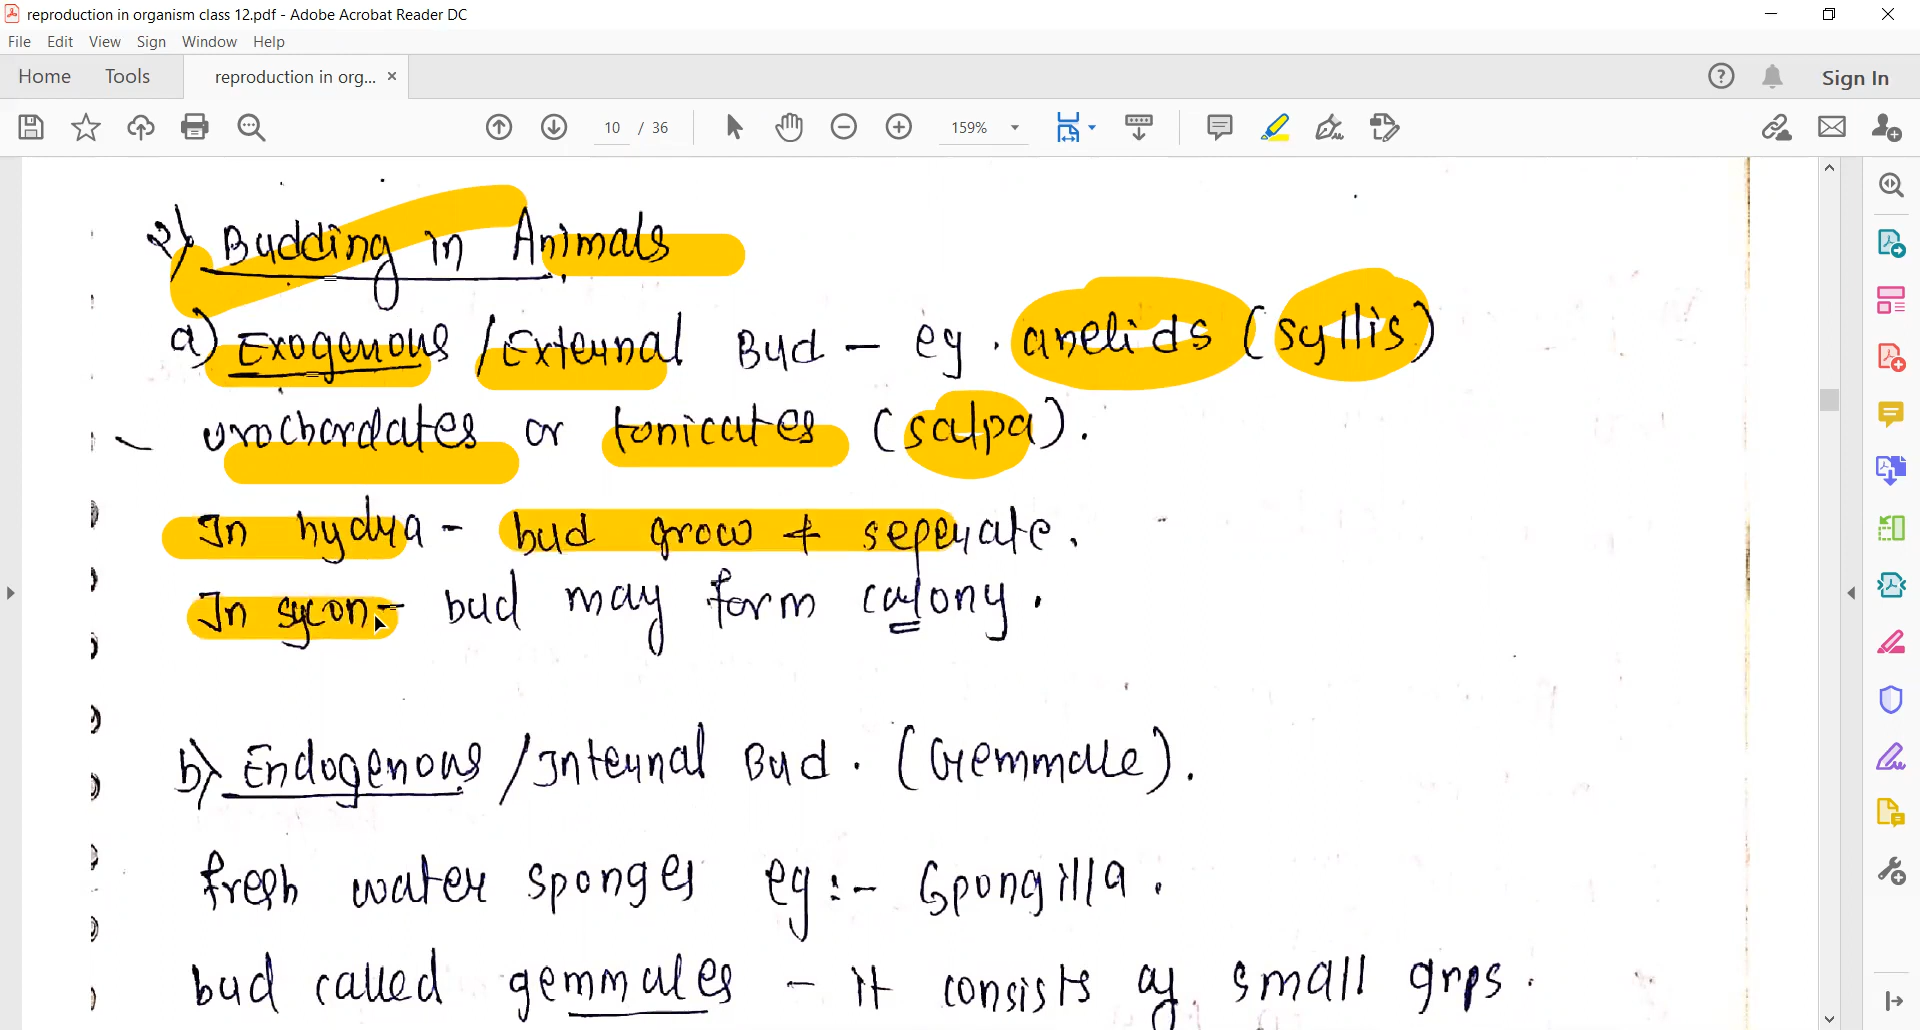 reproduction in organism class 12.pdf - Adobe Acrobat Reader DC
File Edit View Sign Window Help
Home Tools reproduction in org... × Sign In
10 / 36 159%
2) Budding in Animals
a) Exogenous / External Bud - eg. anelids (syllis)
urochordates or tonicates (salpa).
In hydra - bud grow & seperate.
In sycon - bud may form colony.
b) Endogenous / Internal Bud. (Gemmule).
fresh water sponges eg:- Spongilla.
bud called gemmules - it consists of small grps.